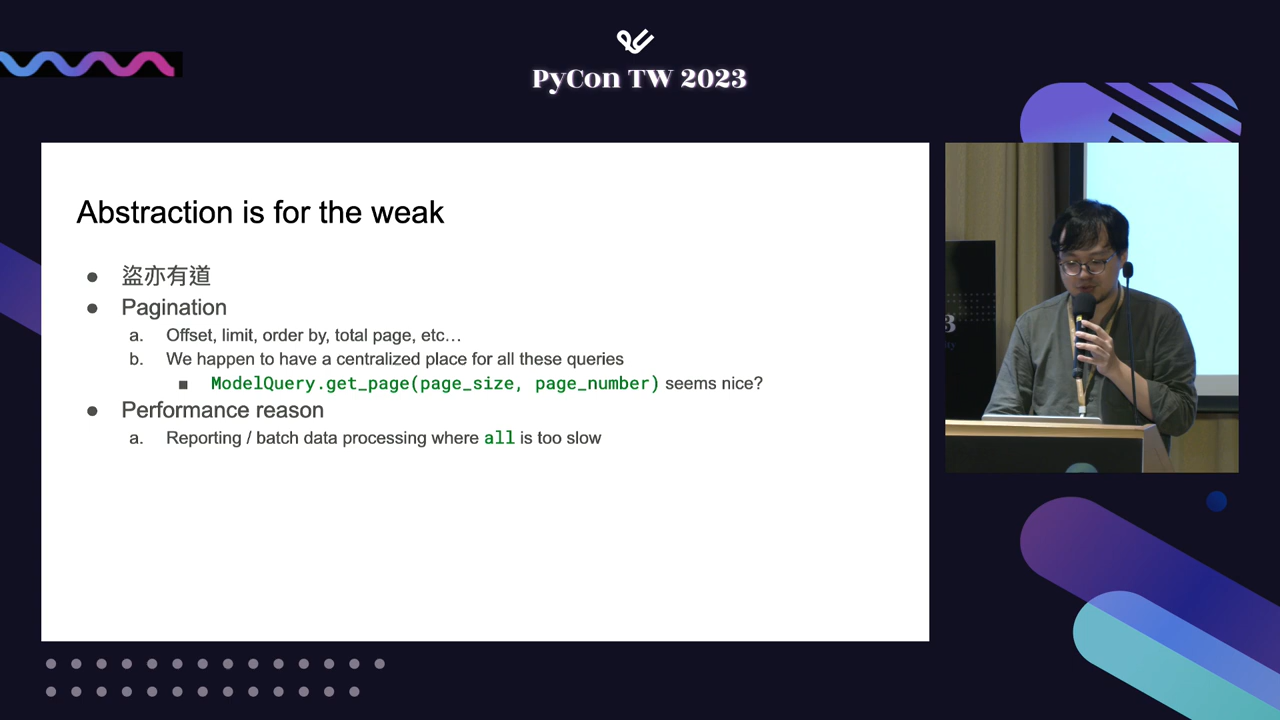 PyCon TW 2023
Abstraction is for the weak
● 盜亦有道
● Pagination
a. Offset, limit, order by, total page, etc…
b. We happen to have a centralized place for all these queries
■ ModelQuery.get_page(page_size, page_number) seems nice?
● Performance reason
a. Reporting / batch data processing where all is too slow